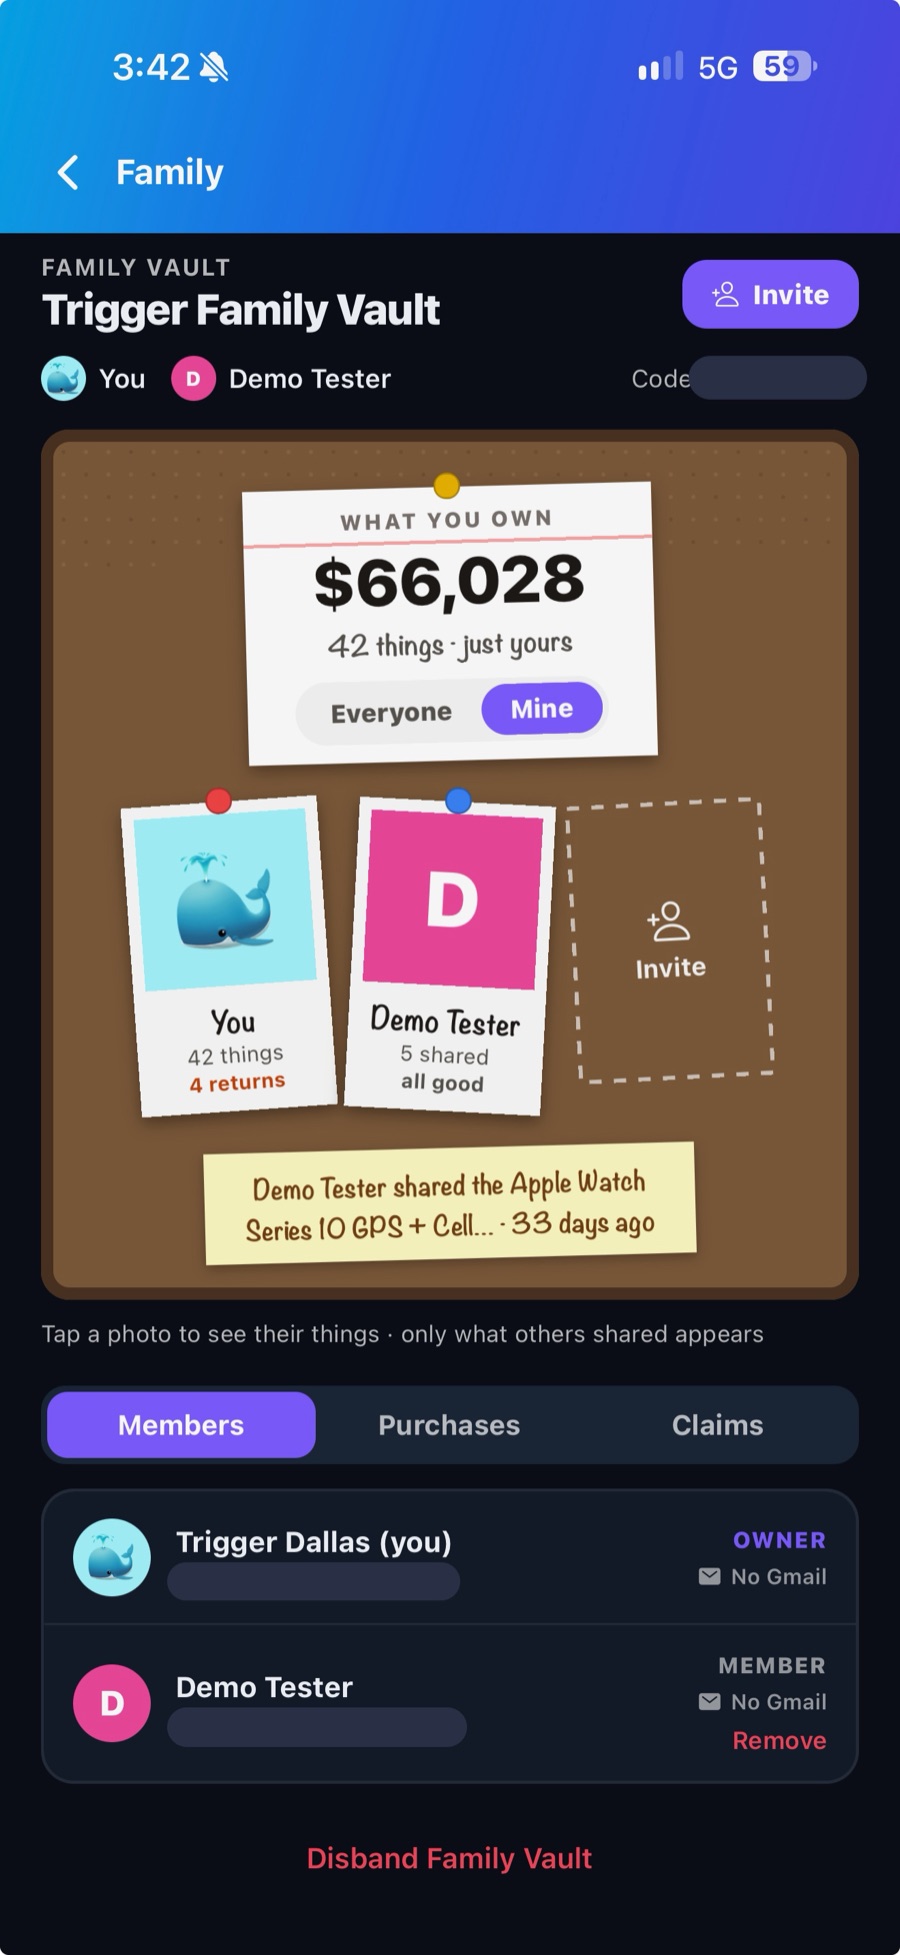 3:42
5G
59
Family
FAMILY VAULT
Trigger Family Vault
Invite
You
D
Demo Tester
Code
WHAT YOU OWN
$66,028
42 things · just yours
Everyone
Mine
D
Invite
You
42 things
4 returns
Demo Tester
5 shared
all good
Demo Tester shared the Apple Watch
Series 10 GPS + Cell... · 33 days ago
Tap a photo to see their things · only what others shared appears
Members
Purchases
Claims
Trigger Dallas (you)
OWNER
No Gmail
D
Demo Tester
MEMBER
No Gmail
Remove
Disband Family Vault